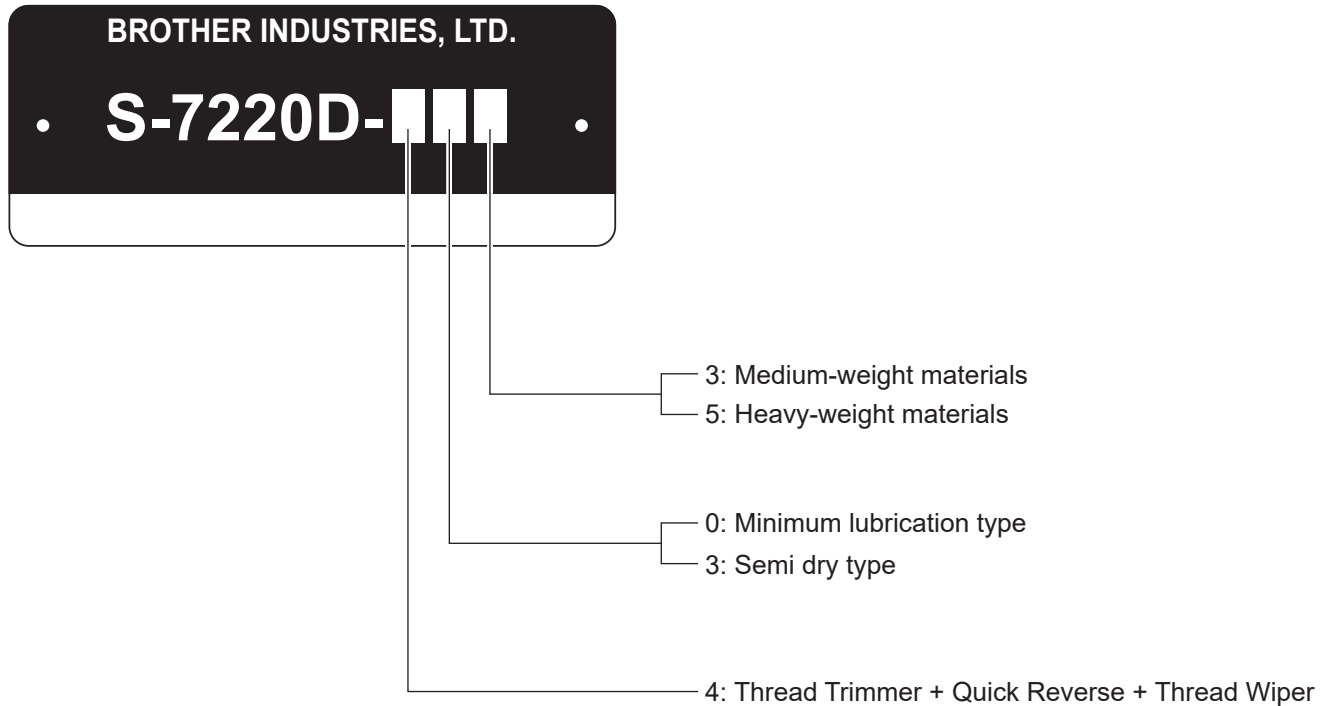 BROTHER INDUSTRIES, LTD.
S-7220D-
3: Medium-weight materials
5: Heavy-weight materials
0: Minimum lubrication type
3: Semi dry type
4: Thread Trimmer + Quick Reverse + Thread Wiper